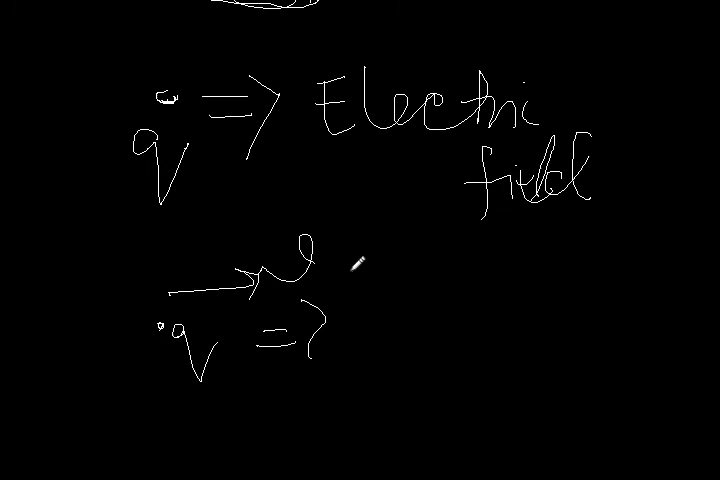 q => Electric
field
v
q = ?